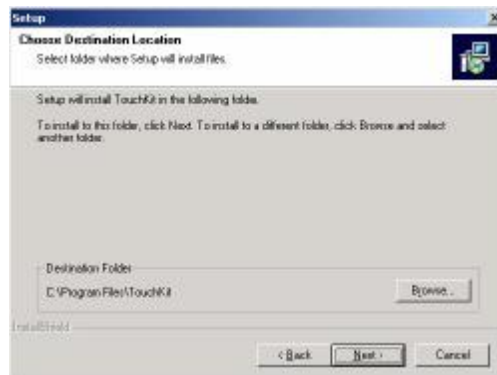 Setup
Choose Destination Location
Select folder where Setup will install files.
Setup will install TouchKit in the following folder.
To install to this folder, click Next. To install to a different folder, click Browse and select
another folder.
Destination Folder
C:\Program Files\TouchKit
Browse...
InstallShield
< Back
Next >
Cancel